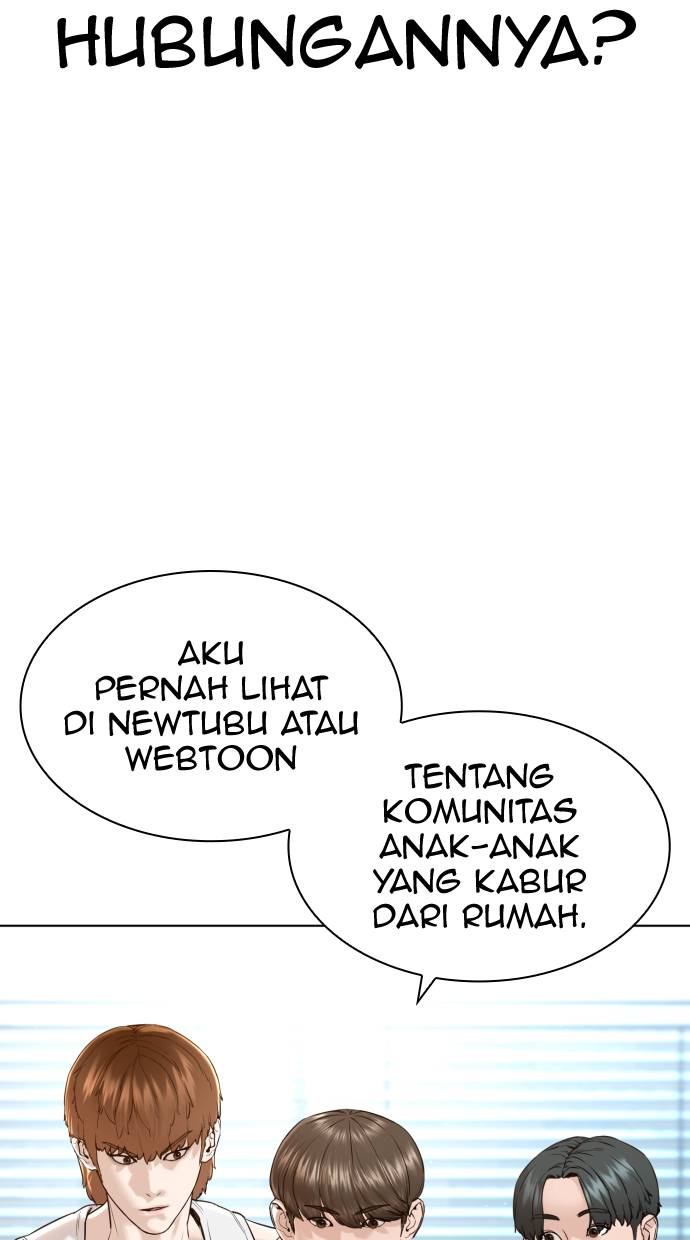 HUBUNGANNYA?
AKU
PERNAH LIHAT
DI NEWTUBU ATAU
WEBTOON
TENTANG
KOMUNITAS
ANAK-ANAK
YANG KABUR
DARI RUMAH.